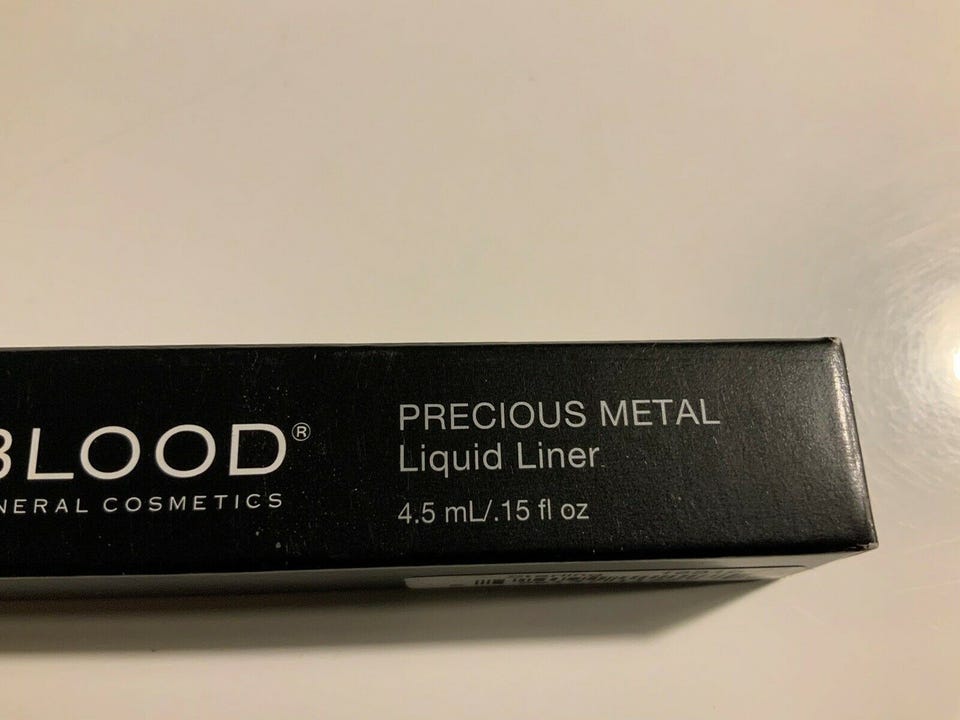 BLOOD®
NERAL COSMETICS
PRECIOUS METAL
Liquid Liner
4.5 mL/.15 fl oz